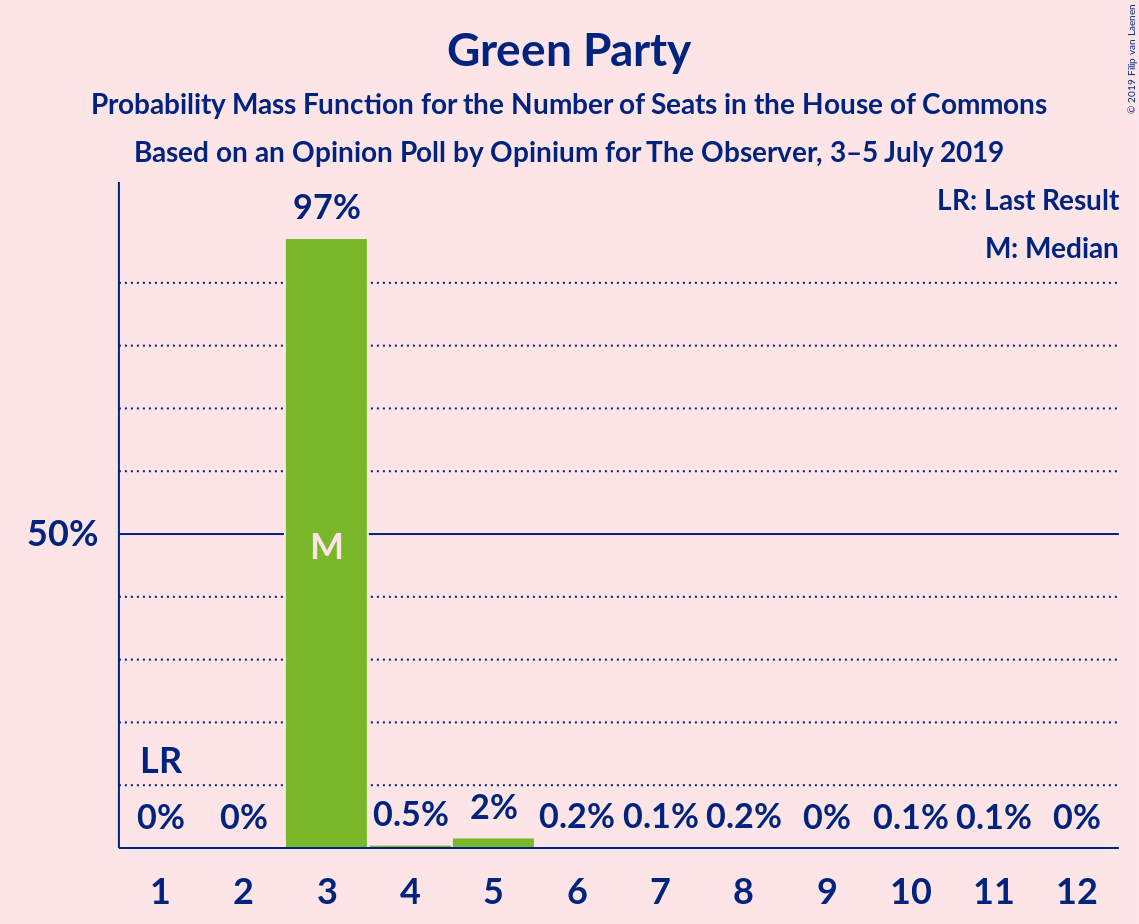 Green Party
Probability Mass Function for the Number of Seats in the House of Commons
Based on an Opinion Poll by Opinium for The Observer, 3–5 July 2019
© 2019 Filip van Laenen
LR: Last Result
M: Median
97%
50%
M
LR
0% 0% 0.5% 2% 0.2% 0.1% 0.2% 0% 0.1% 0.1% 0%
1 2 3 4 5 6 7 8 9 10 11 12